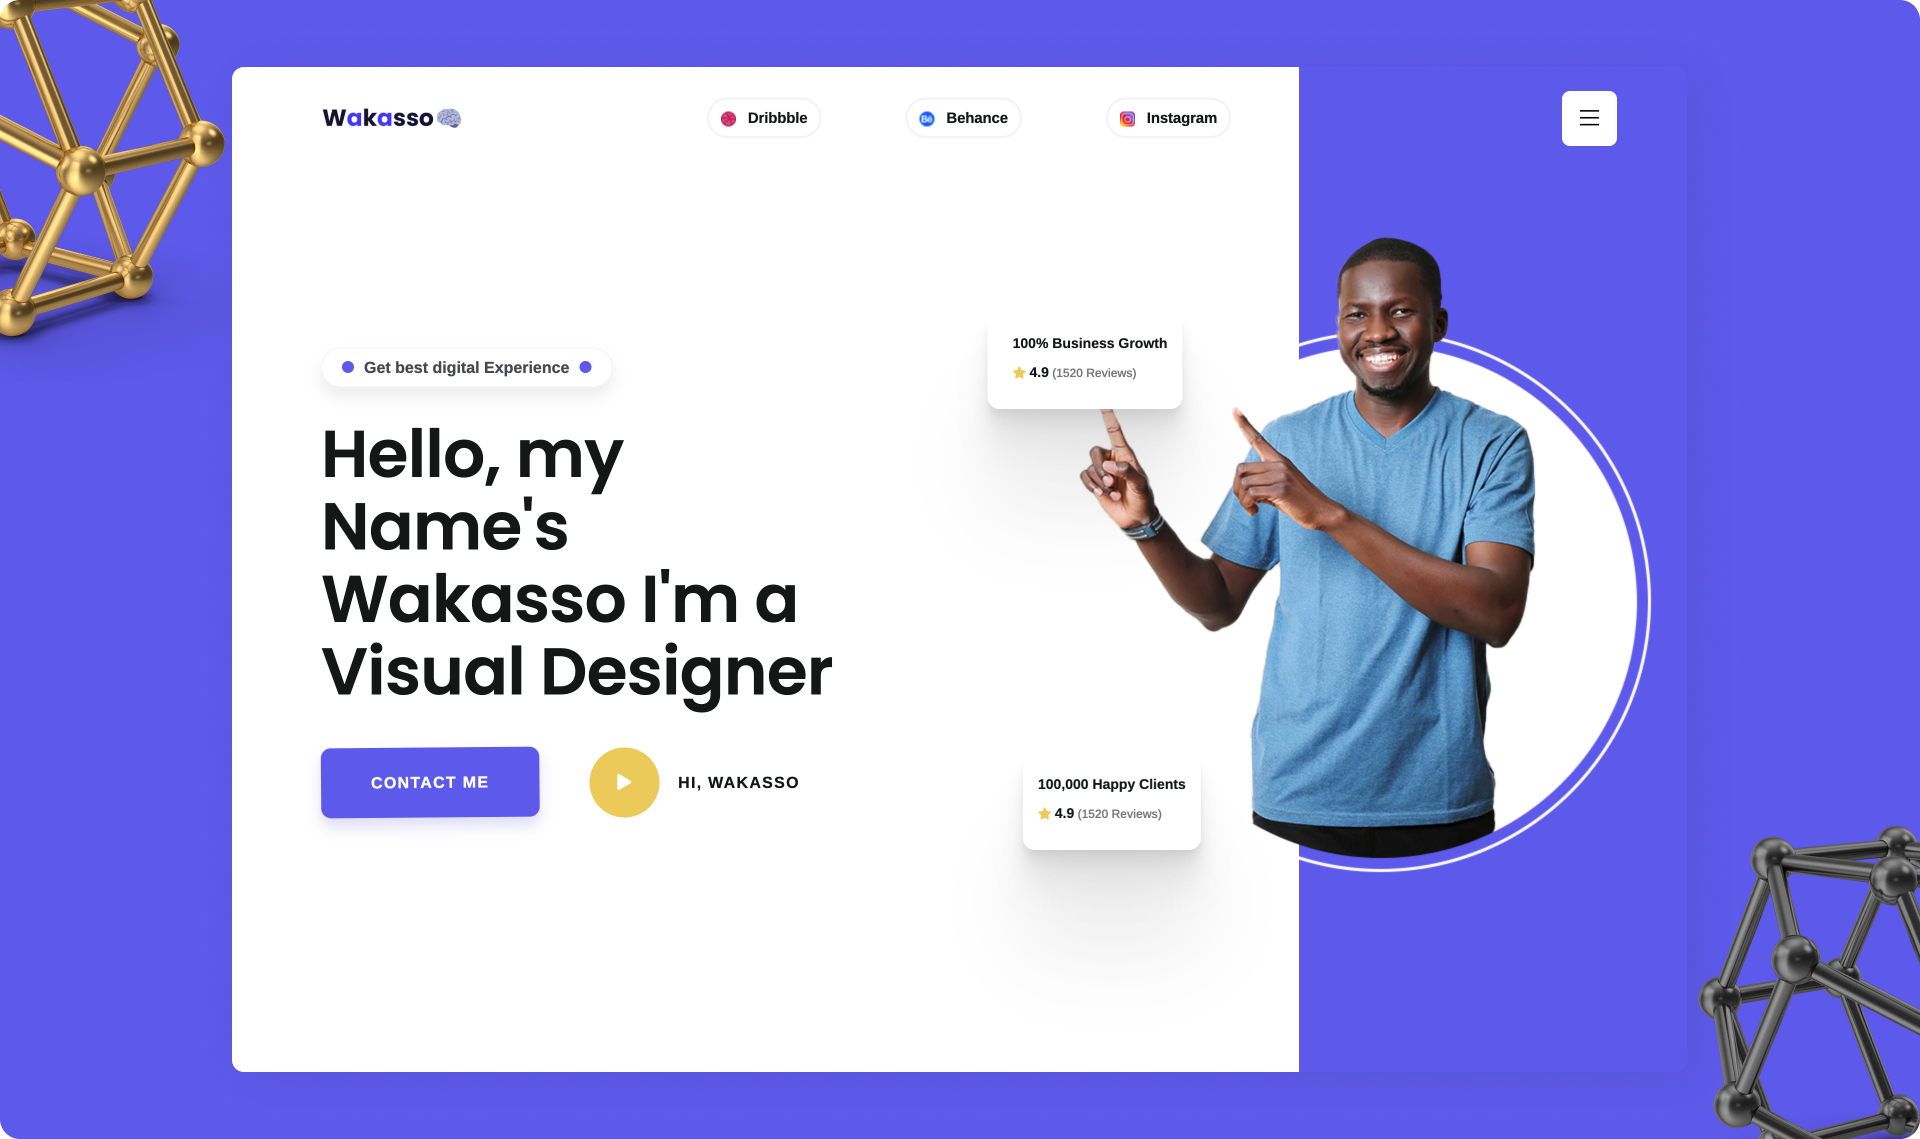 Wakasso
Dribbble
Bē Behance
Instagram
100% Business Growth
4.9 (1520 Reviews)
Get best digital Experience
Hello, my
Name's
Wakasso I'm a
Visual Designer
CONTACT ME
HI, WAKASSO
100,000 Happy Clients
4.9 (1520 Reviews)